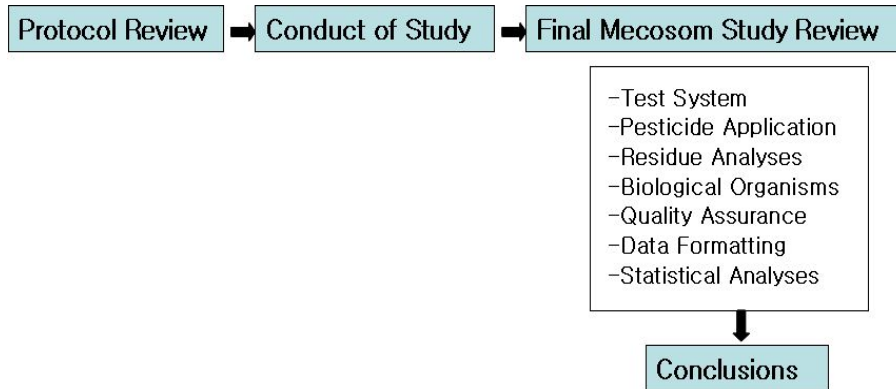 Protocol Review
Conduct of Study
Final Mecosom Study Review
-Test System
-Pesticide Application
-Residue Analyses
-Biological Organisms
-Quality Assurance
-Data Formatting
-Statistical Analyses
Conclusions